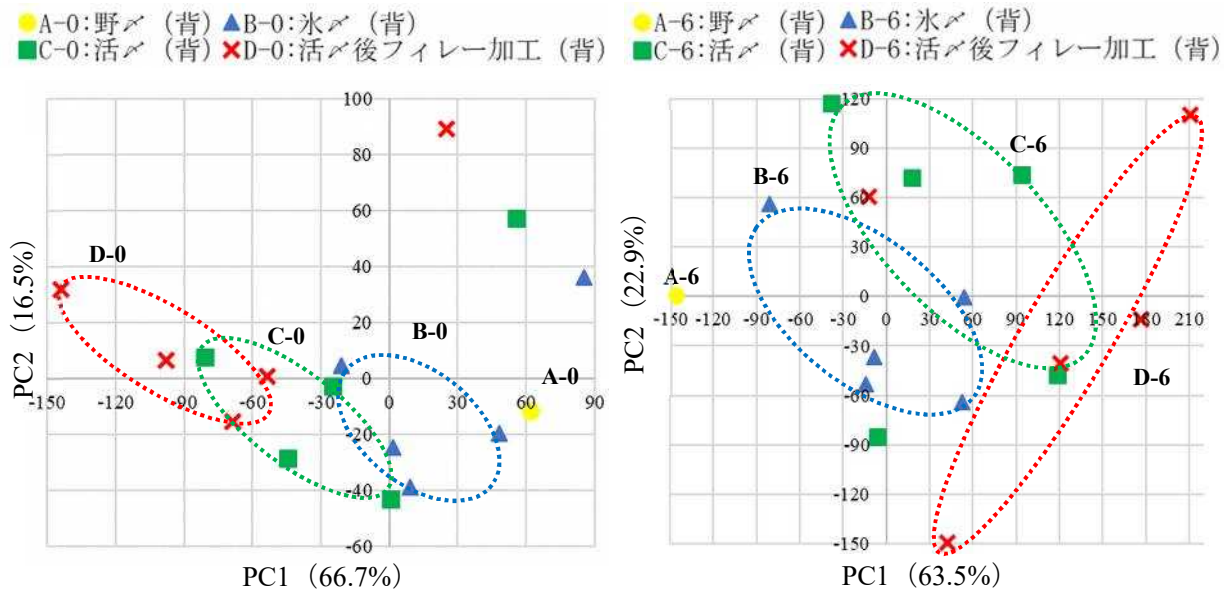 A-0:野〆（背） B-0:氷〆（背）
C-0:活〆（背） D-0:活〆後フィレー加工（背）
100
80
60
40
20
0
-20
-40
-60
-150 -120 -90 -60 -30 0 30 60 90
D-0
C-0
B-0
A-0
PC2（16.5%）
PC1（66.7%）
A-6:野〆（背） B-6:氷〆（背）
C-6:活〆（背） D-6:活〆後フィレー加工（背）
120
90
60
30
0
-30
-60
-90
-120
-150
-150 -120 -90 -60 -30 0 30 60 90 120 150 180 210
C-6
B-6
A-6
D-6
PC2（22.9%）
PC1（63.5%）